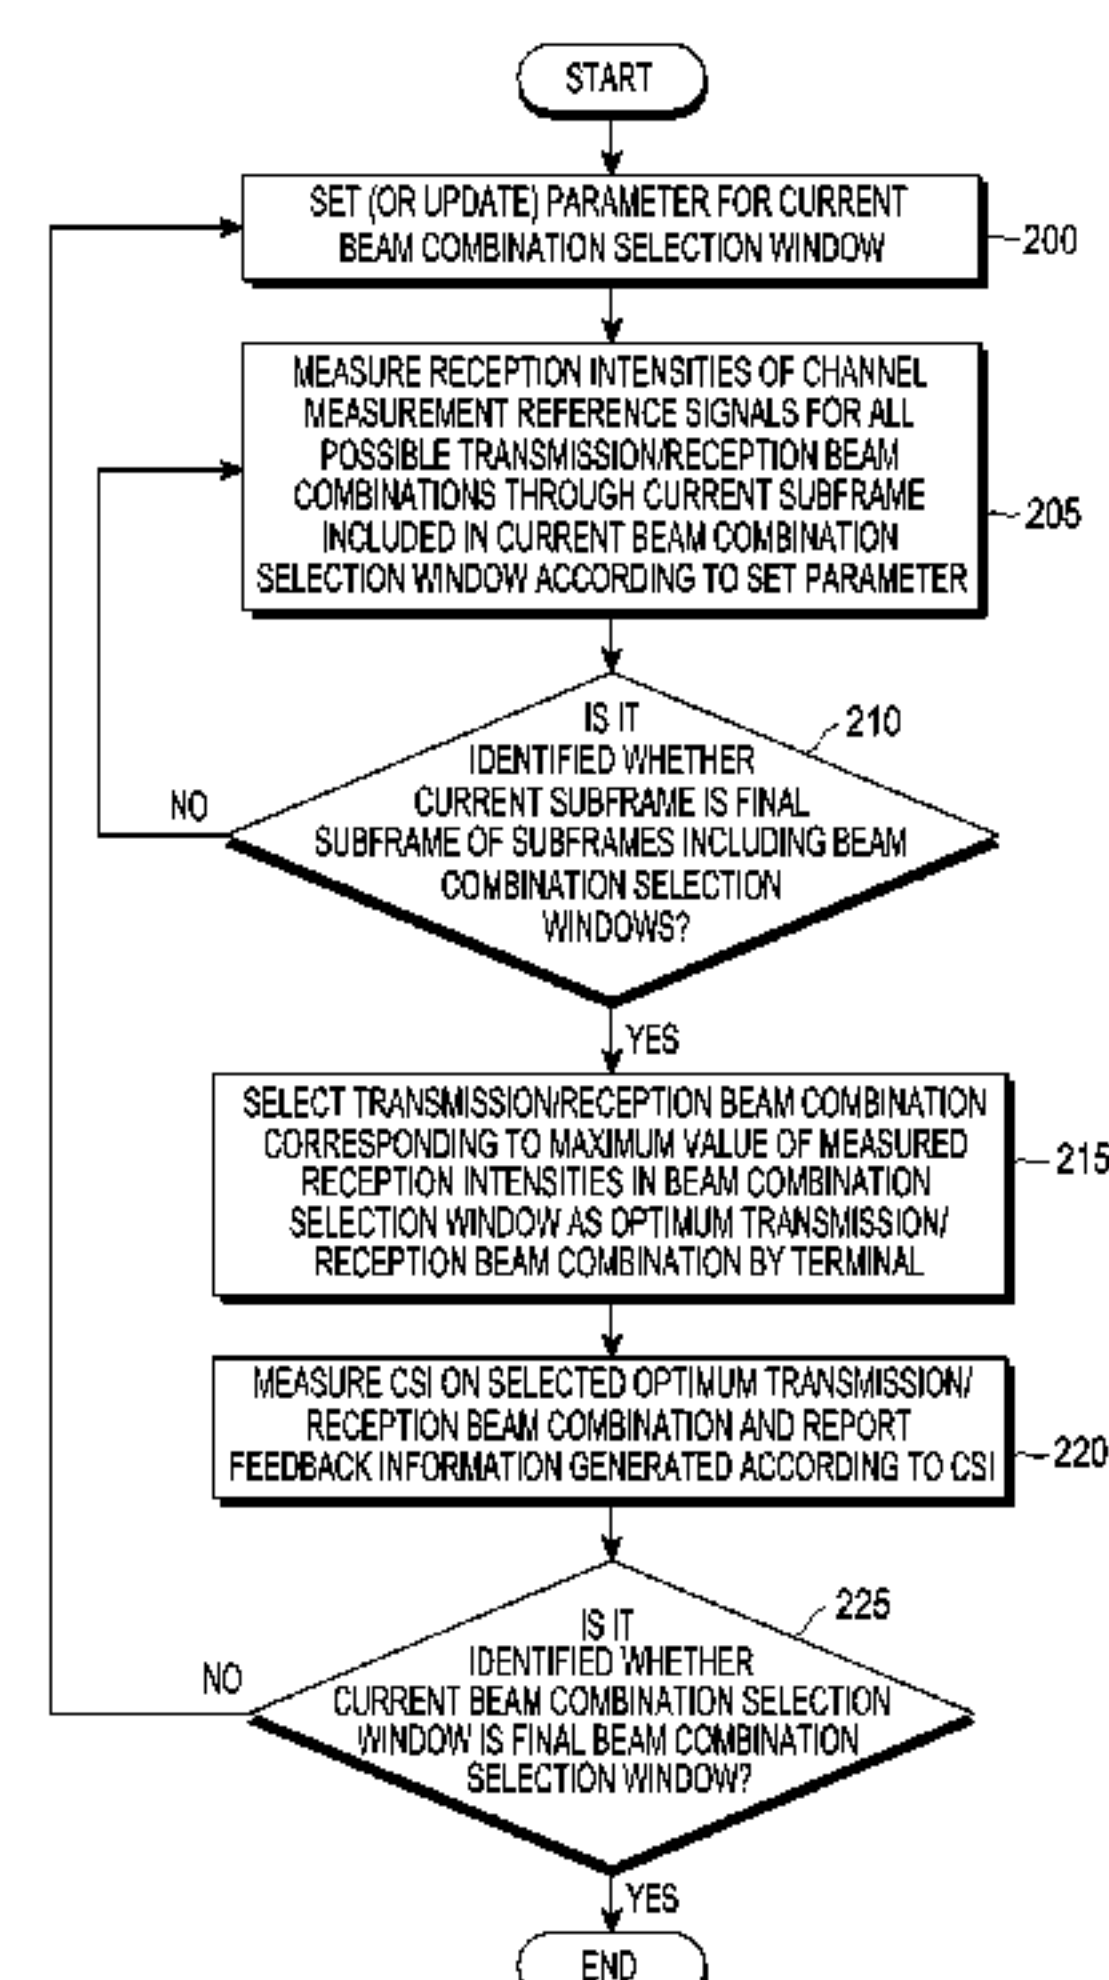 START
SET (OR UPDATE) PARAMETER FOR CURRENT
BEAM COMBINATION SELECTION WINDOW
200
MEASURE RECEPTION INTENSITIES OF CHANNEL
MEASUREMENT REFERENCE SIGNALS FOR ALL
POSSIBLE TRANSMISSION/RECEPTION BEAM
COMBINATIONS THROUGH CURRENT SUBFRAME
INCLUDED IN CURRENT BEAM COMBINATION
SELECTION WINDOW ACCORDING TO SET PARAMETER
205
IS IT
IDENTIFIED WHETHER
CURRENT SUBFRAME IS FINAL
SUBFRAME OF SUBFRAMES INCLUDING BEAM
COMBINATION SELECTION
WINDOWS?
210
NO
YES
SELECT TRANSMISSION/RECEPTION BEAM COMBINATION
CORRESPONDING TO MAXIMUM VALUE OF MEASURED
RECEPTION INTENSITIES IN BEAM COMBINATION
SELECTION WINDOW AS OPTIMUM TRANSMISSION/
RECEPTION BEAM COMBINATION BY TERMINAL
215
MEASURE CSI ON SELECTED OPTIMUM TRANSMISSION/
RECEPTION BEAM COMBINATION AND REPORT
FEEDBACK INFORMATION GENERATED ACCORDING TO CSI
220
IS IT
IDENTIFIED WHETHER
CURRENT BEAM COMBINATION SELECTION
WINDOW IS FINAL BEAM COMBINATION
SELECTION WINDOW?
225
NO
YES
END